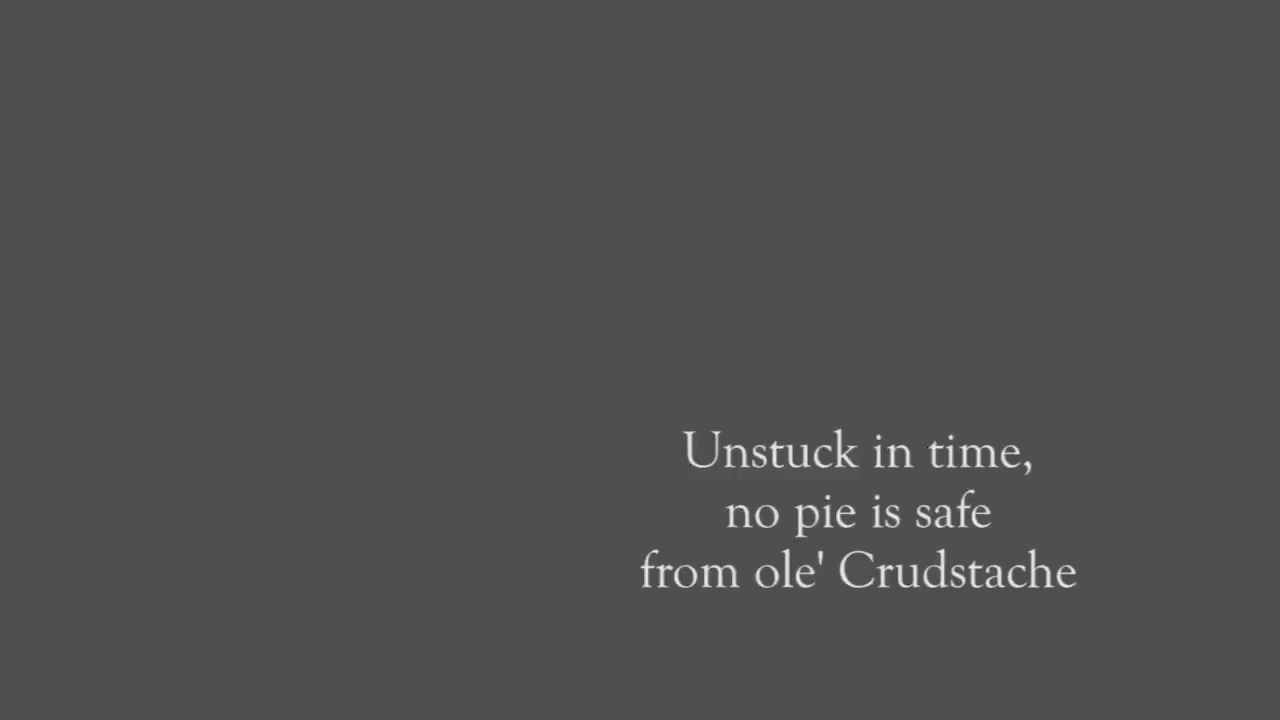 Unstuck in time,
no pie is safe
from ole' Crudstache